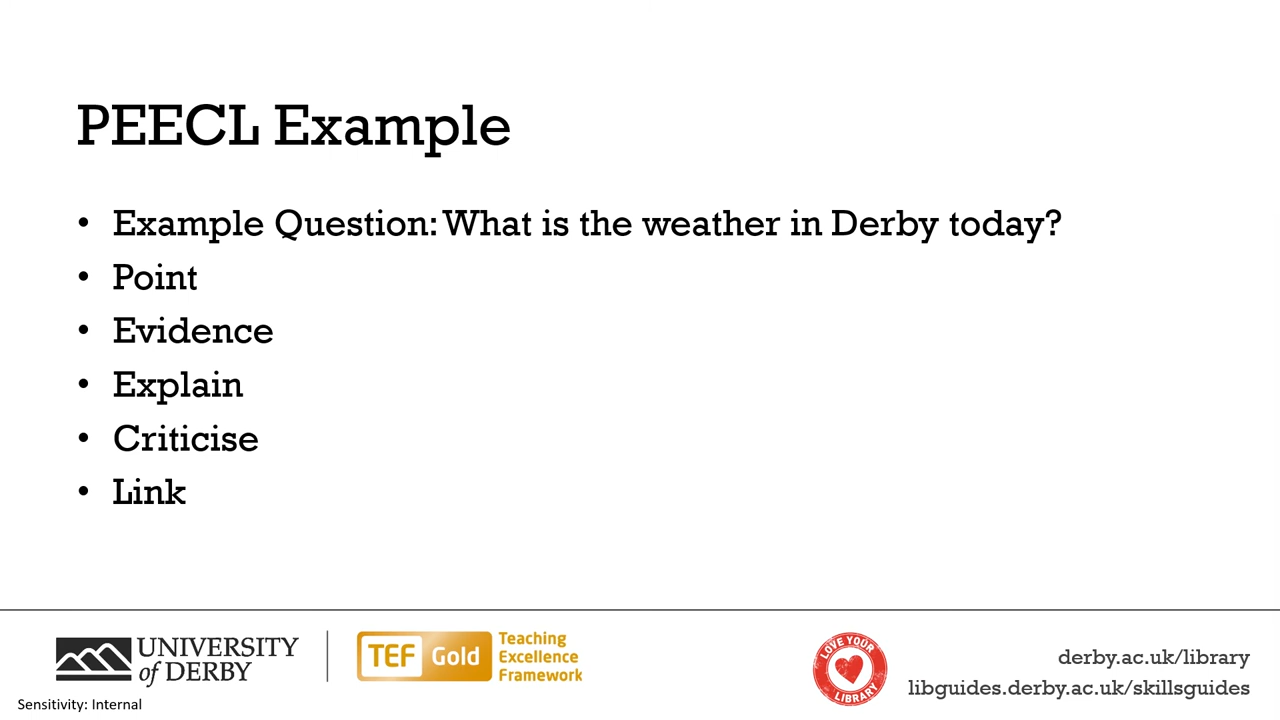 PEECL Example
• Example Question: What is the weather in Derby today?
• Point
• Evidence
• Explain
• Criticise
• Link
UNIVERSITY
of DERBY
TEF Gold
Teaching
Excellence
Framework
LOVE YOUR
LIBRARY
derby.ac.uk/library
libguides.derby.ac.uk/skillsguides
Sensitivity: Internal